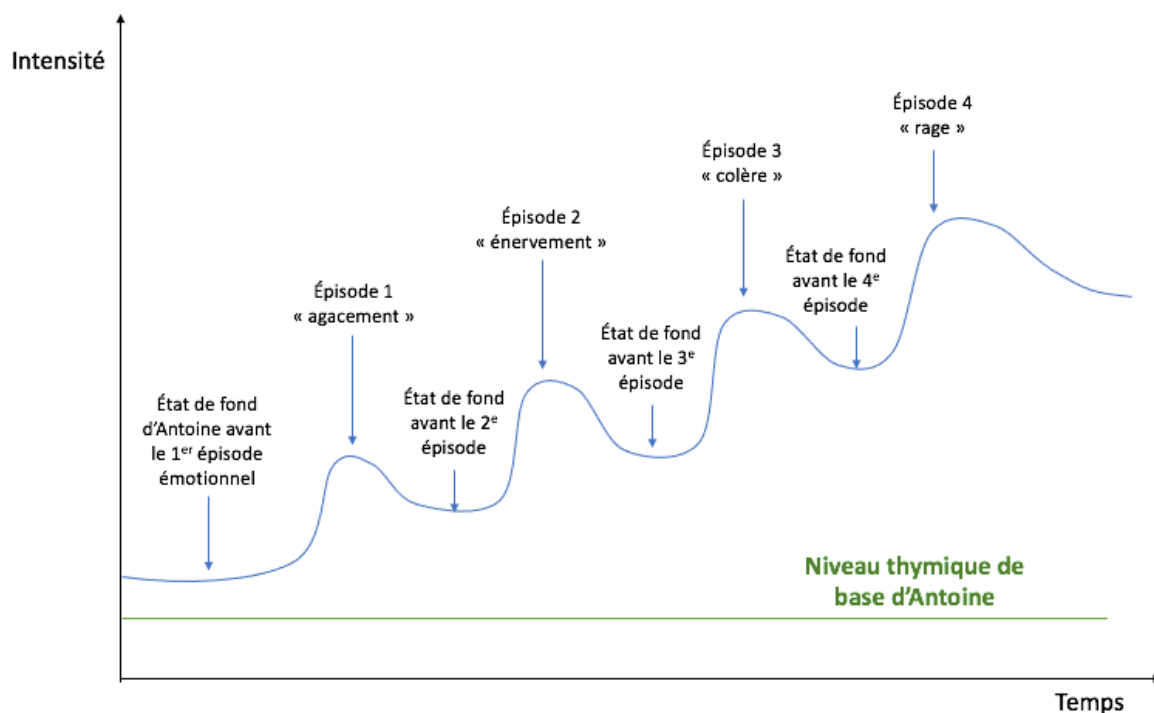 Intensité
Épisode 4
« rage »
Épisode 3
« colère »
Épisode 2
« énervement »
État de fond
avant le 4e
épisode
Épisode 1
« agacement »
État de fond
avant le 3e
épisode
État de fond
avant le 2e
épisode
État de fond
d’Antoine avant
le 1er épisode
émotionnel
Niveau thymique de
base d’Antoine
Temps